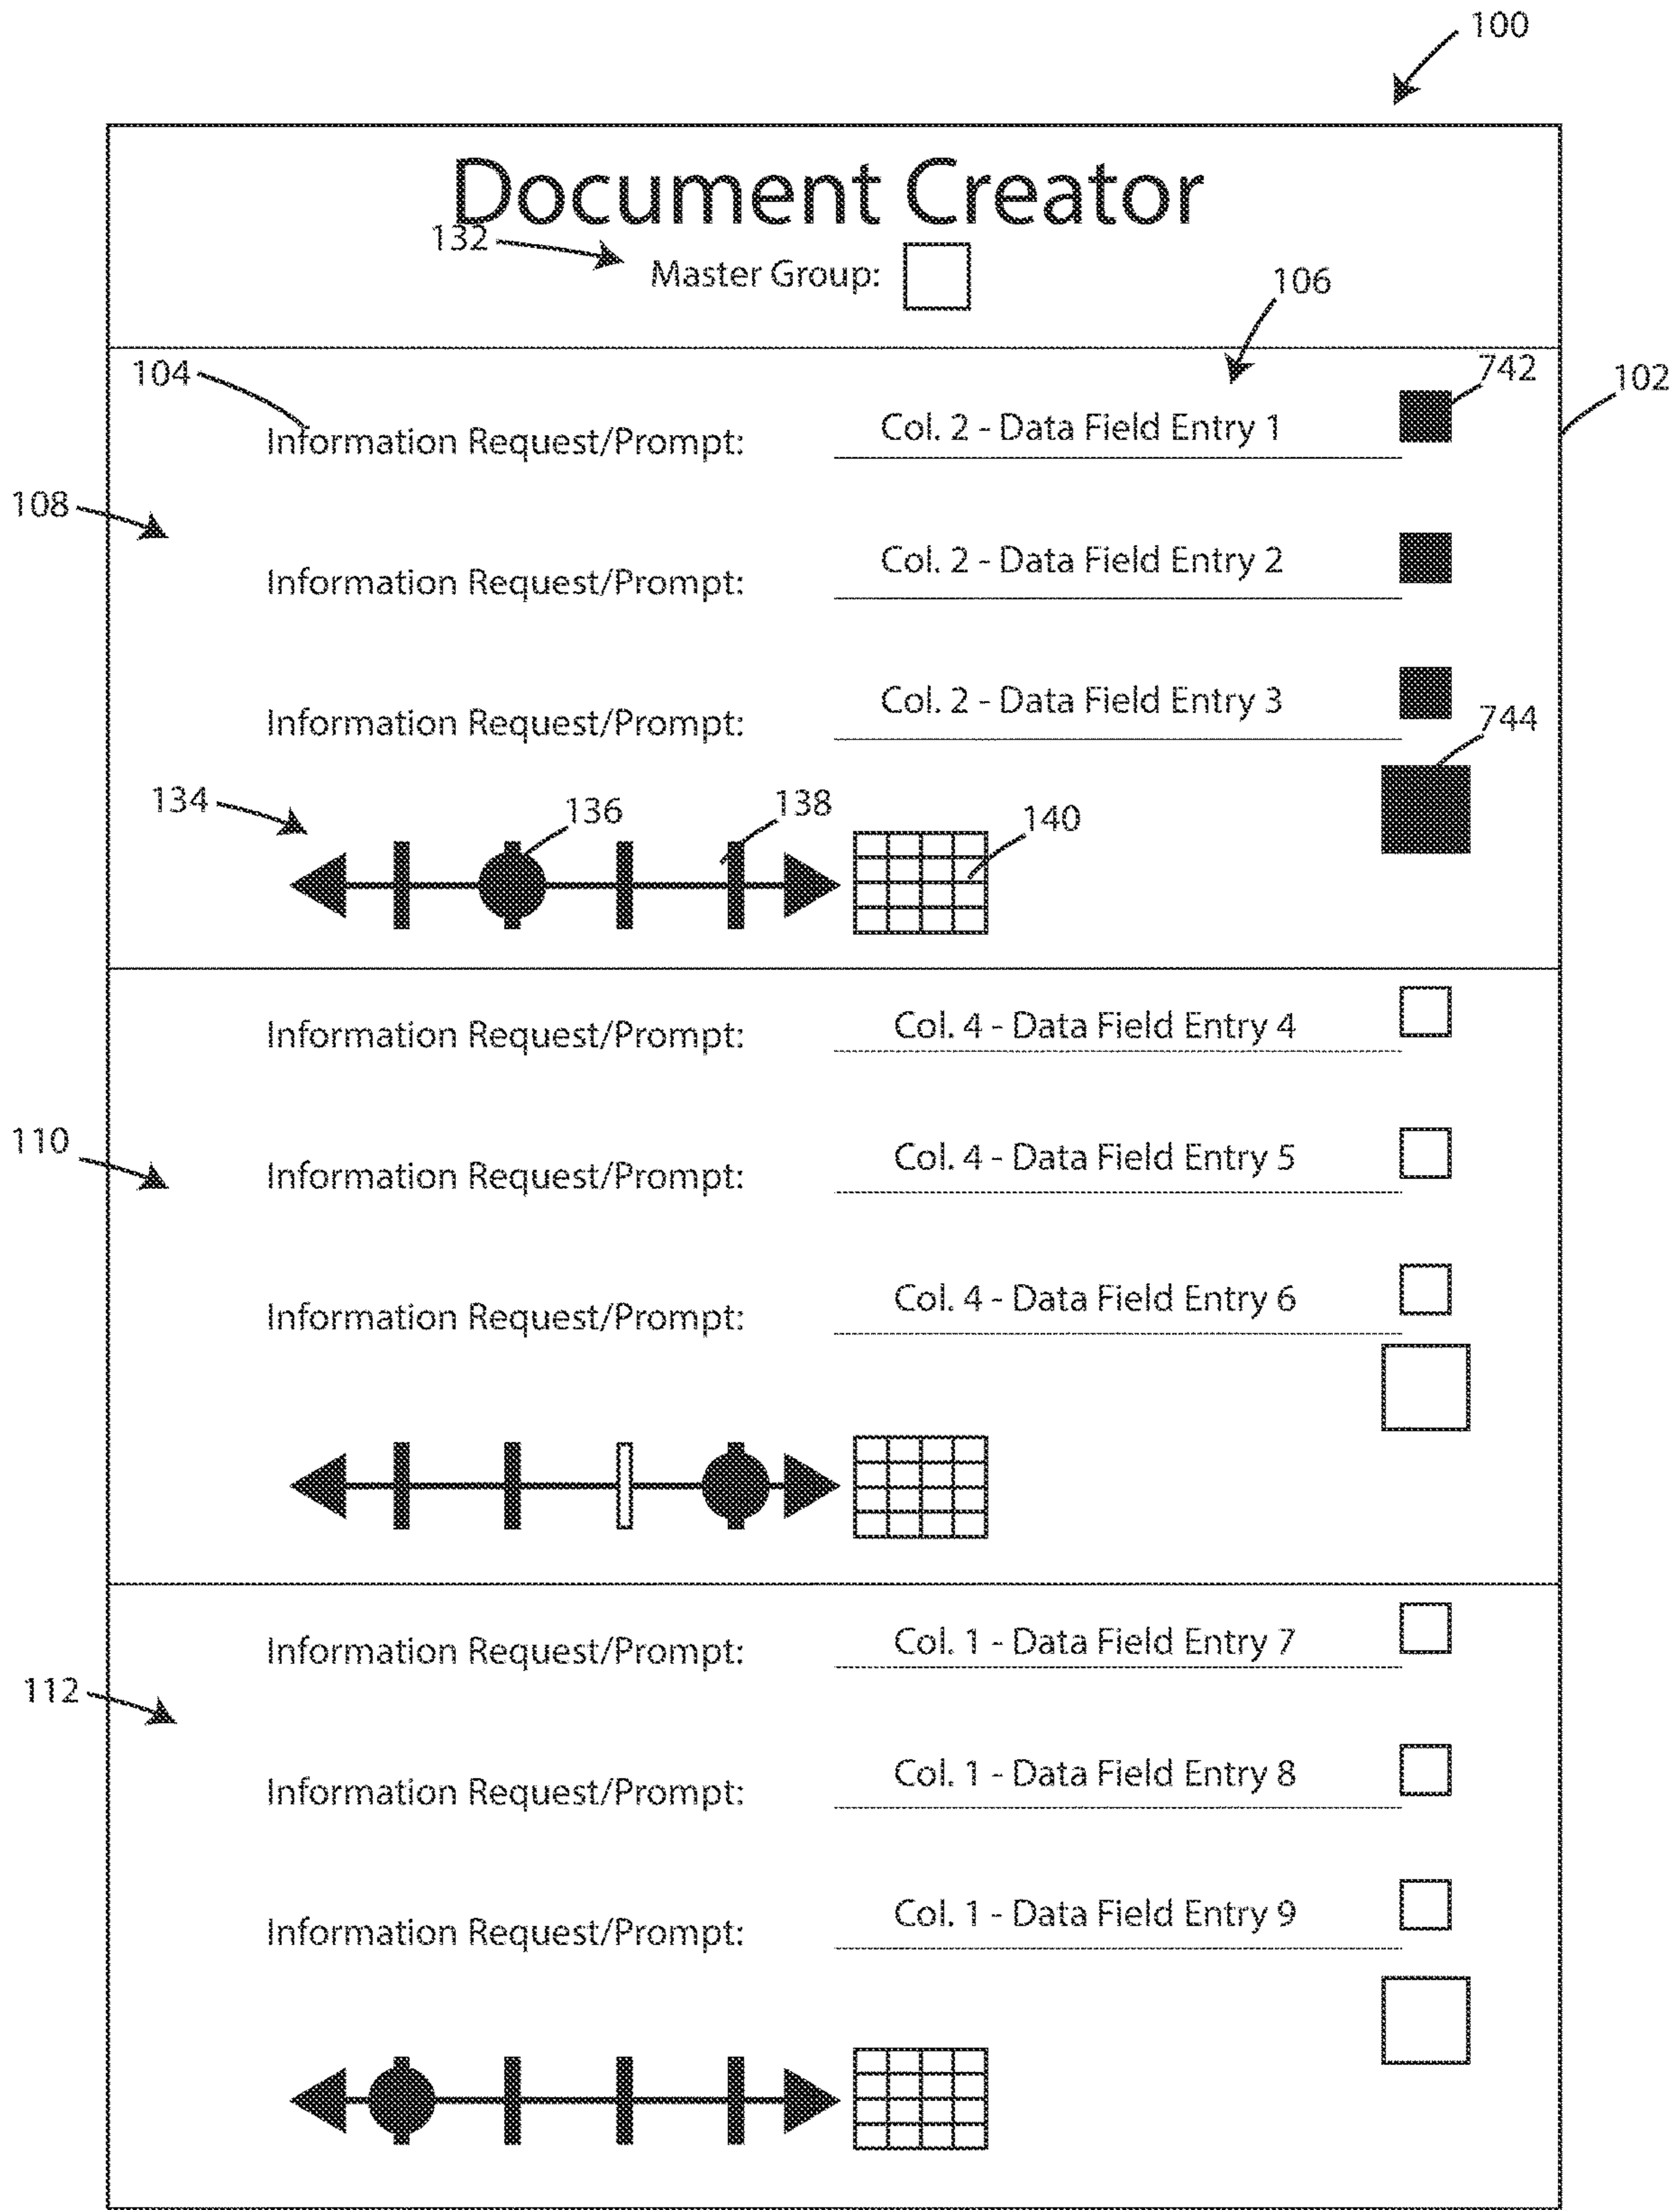 100
Document Creator
132
Master Group:
106
104
742
102
Information Request/Prompt:
Col. 2 - Data Field Entry 1
108
Information Request/Prompt:
Col. 2 - Data Field Entry 2
Information Request/Prompt:
Col. 2 - Data Field Entry 3
744
134
136
138
140
Information Request/Prompt:
Col. 4 - Data Field Entry 4
110
Information Request/Prompt:
Col. 4 - Data Field Entry 5
Information Request/Prompt:
Col. 4 - Data Field Entry 6
Information Request/Prompt:
Col. 1 - Data Field Entry 7
112
Information Request/Prompt:
Col. 1 - Data Field Entry 8
Information Request/Prompt:
Col. 1 - Data Field Entry 9